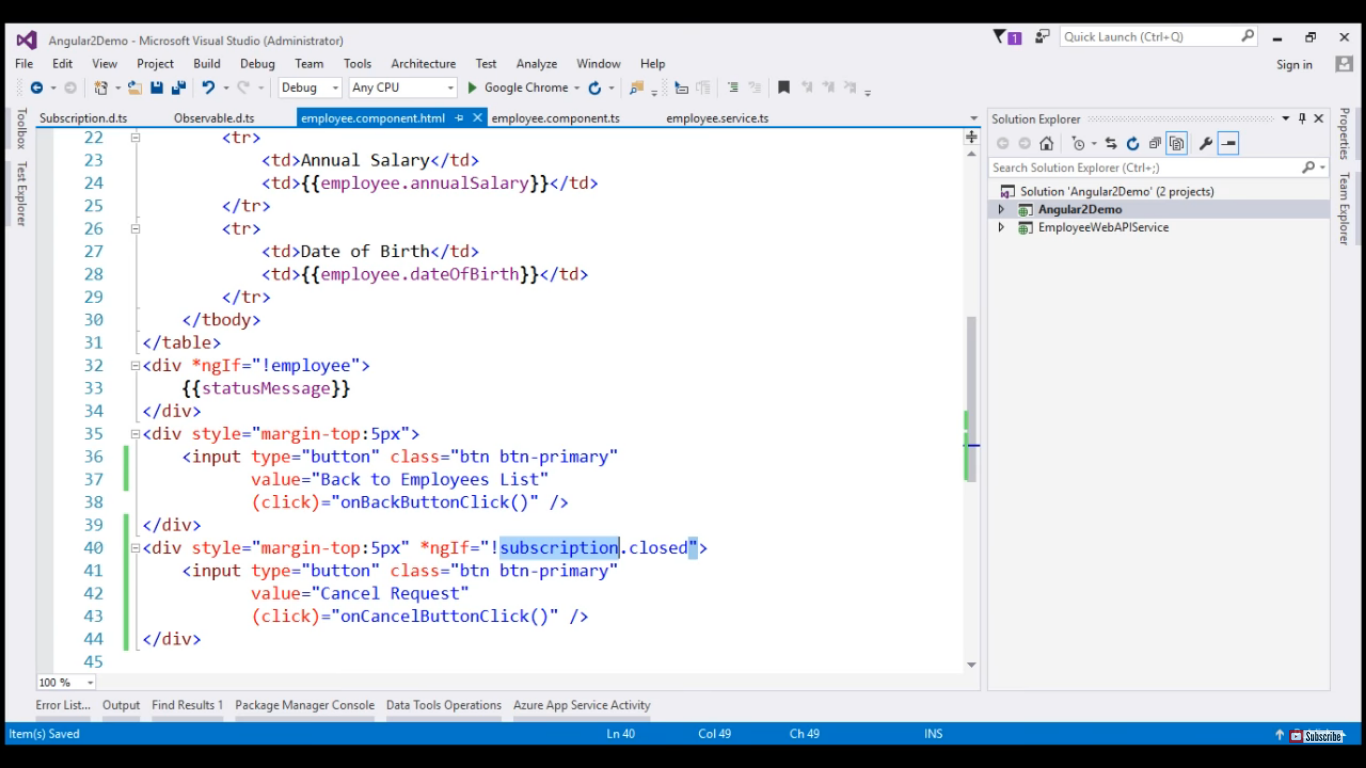 Angular2Demo - Microsoft Visual Studio (Administrator)
1
Quick Launch (Ctrl+Q)
File Edit View Project Build Debug Team Tools Architecture Test Analyze Window Help
Sign in
Debug Any CPU Google Chrome
Toolbox
Test Explorer
Subscription.d.ts Observable.d.ts employee.component.html employee.component.ts employee.service.ts
22 <tr>
23 <td>Annual Salary</td>
24 <td>{{employee.annualSalary}}</td>
25 </tr>
26 <tr>
27 <td>Date of Birth</td>
28 <td>{{employee.dateOfBirth}}</td>
29 </tr>
30 </tbody>
31 </table>
32 <div *ngIf="!employee">
33 {{statusMessage}}
34 </div>
35 <div style="margin-top:5px">
36 <input type="button" class="btn btn-primary"
37 value="Back to Employees List"
38 (click)="onBackButtonClick()" />
39 </div>
40 <div style="margin-top:5px" *ngIf="!subscription.closed">
41 <input type="button" class="btn btn-primary"
42 value="Cancel Request"
43 (click)="onCancelButtonClick()" />
44 </div>
45
100 %
Solution Explorer
Search Solution Explorer (Ctrl+;)
Solution 'Angular2Demo' (2 projects)
Angular2Demo
EmployeeWebAPIService
Properties
Team Explorer
Error List... Output Find Results 1 Package Manager Console Data Tools Operations Azure App Service Activity
Item(s) Saved Ln 40 Col 49 Ch 49 INS
Subscribe